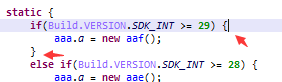 static {
if(Build.VERSION.SDK_INT >= 29) {
aaa.a = new aaf();
}
else if(Build.VERSION.SDK_INT >= 28) {
aaa.a = new aae();